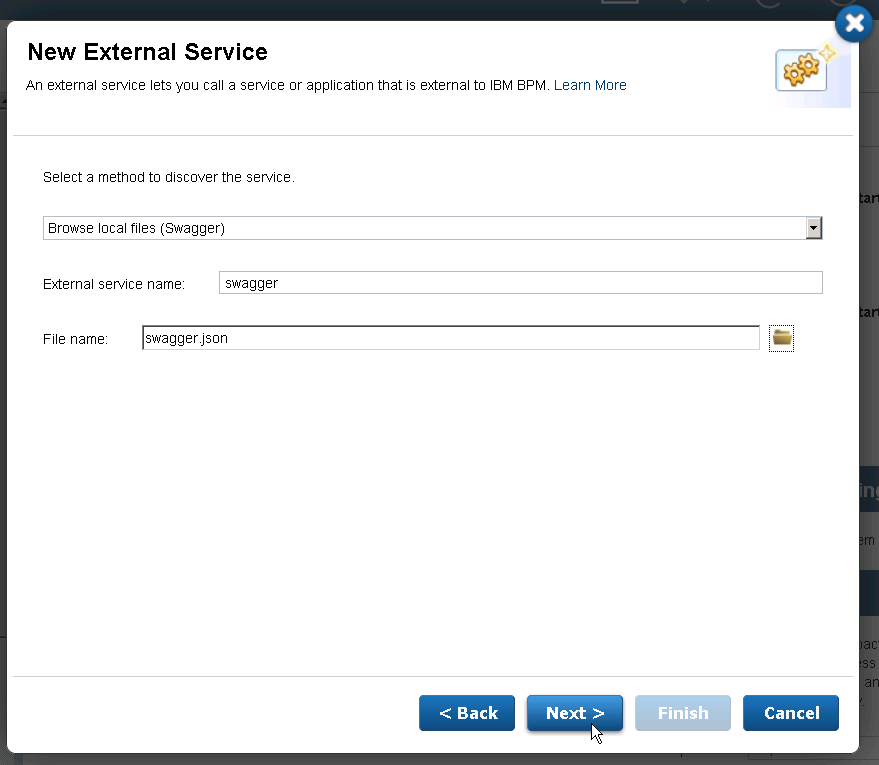 New External Service
An external service lets you call a service or application that is external to IBM BPM. Learn More
Select a method to discover the service.
Browse local files (Swagger)
External service name: swagger
File name: swagger.json
< Back Next > Finish Cancel